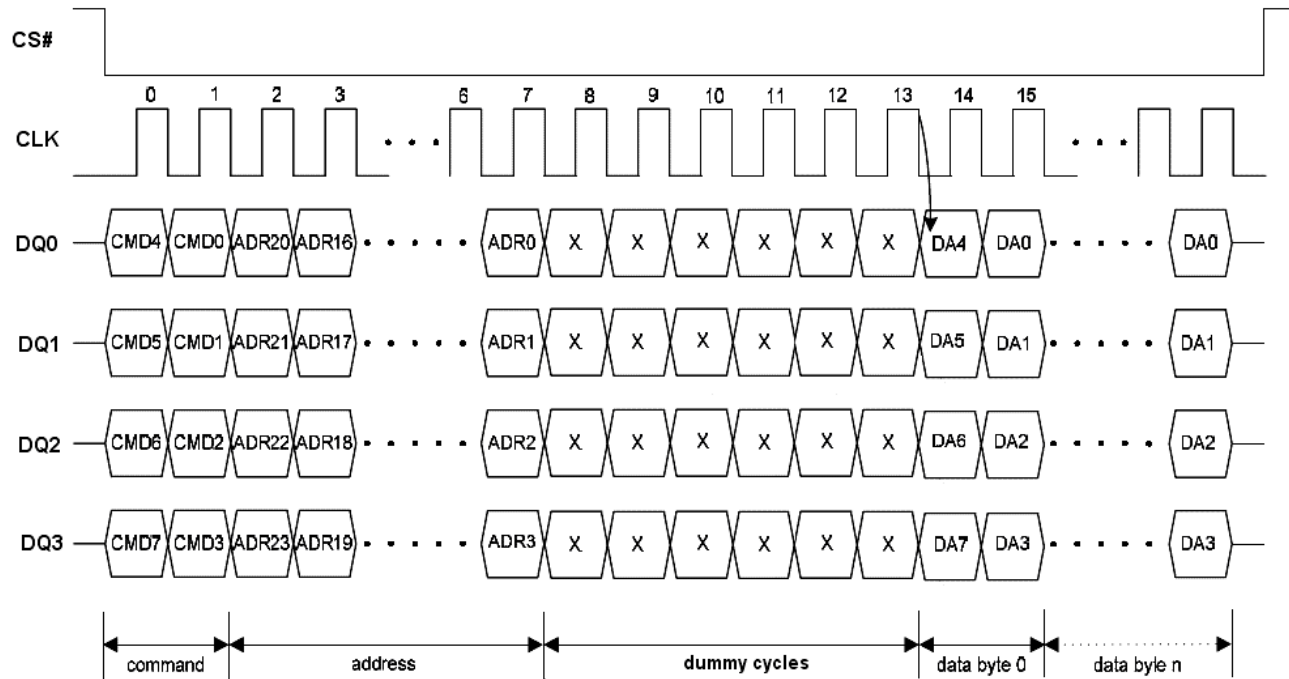 CS#
0 1 2 3 6 7 8 9 10 11 12 13 14 15
CLK
DQ0 CMD4 CMD0 ADR20 ADR16 ADR0 X X X X X X DA4 DA0 DA0
DQ1 CMD5 CMD1 ADR21 ADR17 ADR1 X X X X X X DA5 DA1 DA1
DQ2 CMD6 CMD2 ADR22 ADR18 ADR2 X X X X X X DA6 DA2 DA2
DQ3 CMD7 CMD3 ADR23 ADR19 ADR3 X X X X X X DA7 DA3 DA3
command address dummy cycles data byte 0 data byle n